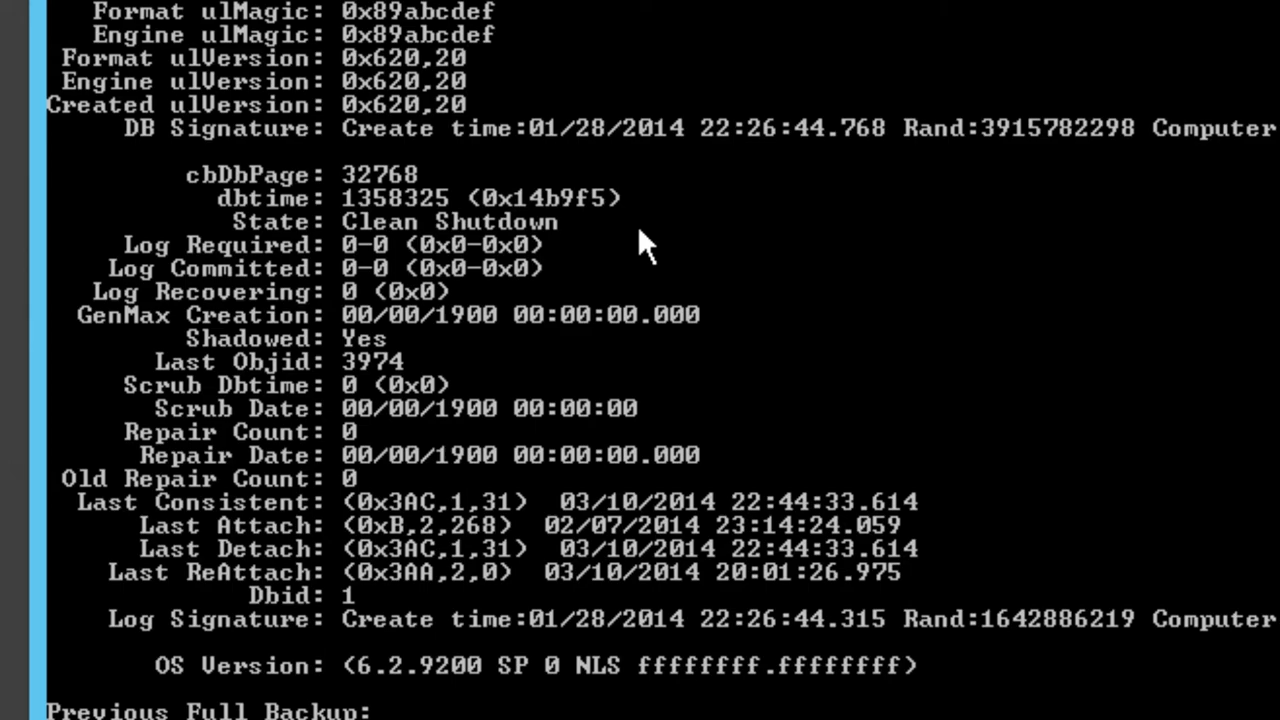 Format ulMagic: 0x89abcdef
Engine ulMagic: 0x89abcdef
Format ulVersion: 0x620,20
Engine ulVersion: 0x620,20
Created ulVersion: 0x620,20
DB Signature: Create time:01/28/2014 22:26:44.768 Rand:3915782298 Computer
cbDbPage: 32768
dbtime: 1358325 (0x14b9f5)
State: Clean Shutdown
Log Required: 0-0 (0x0-0x0)
Log Committed: 0-0 (0x0-0x0)
Log Recovering: 0 (0x0)
GenMax Creation: 00/00/1900 00:00:00.000
Shadowed: Yes
Last Objid: 3974
Scrub Dbtime: 0 (0x0)
Scrub Date: 00/00/1900 00:00:00
Repair Count: 0
Repair Date: 00/00/1900 00:00:00.000
Old Repair Count: 0
Last Consistent: (0x3AC,1,31)  03/10/2014 22:44:33.614
Last Attach: (0xB,2,268)  02/07/2014 23:14:24.059
Last Detach: (0x3AC,1,31)  03/10/2014 22:44:33.614
Last ReAttach: (0x3AA,2,0)  03/10/2014 20:01:26.975
Dbid: 1
Log Signature: Create time:01/28/2014 22:26:44.315 Rand:1642886219 Computer
OS Version: (6.2.9200 SP 0 NLS ffffffff.ffffffff)
Previous Full Backup: